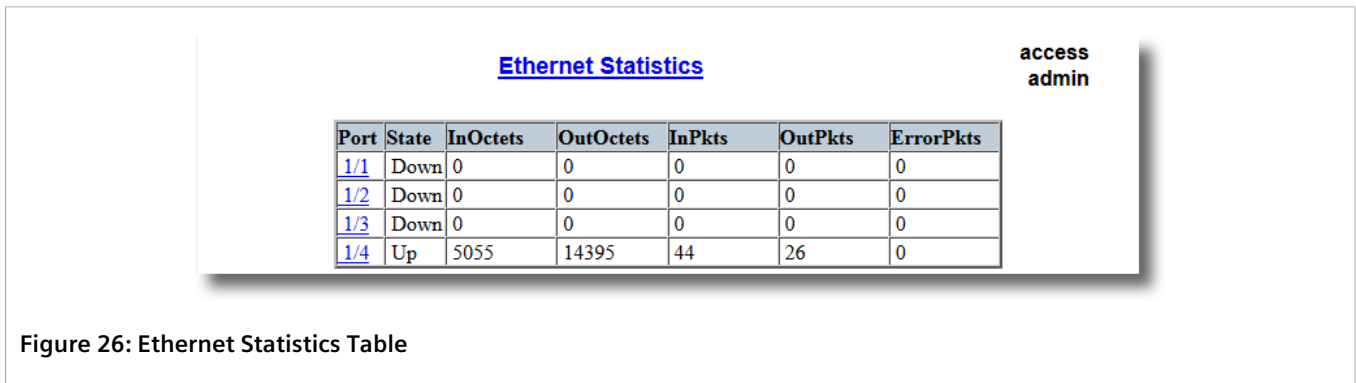 Ethernet Statistics
access
admin
Port State InOctets OutOctets InPkts OutPkts ErrorPkts
1/1 Down 0 0 0 0 0
1/2 Down 0 0 0 0 0
1/3 Down 0 0 0 0 0
1/4 Up 5055 14395 44 26 0
Figure 26: Ethernet Statistics Table